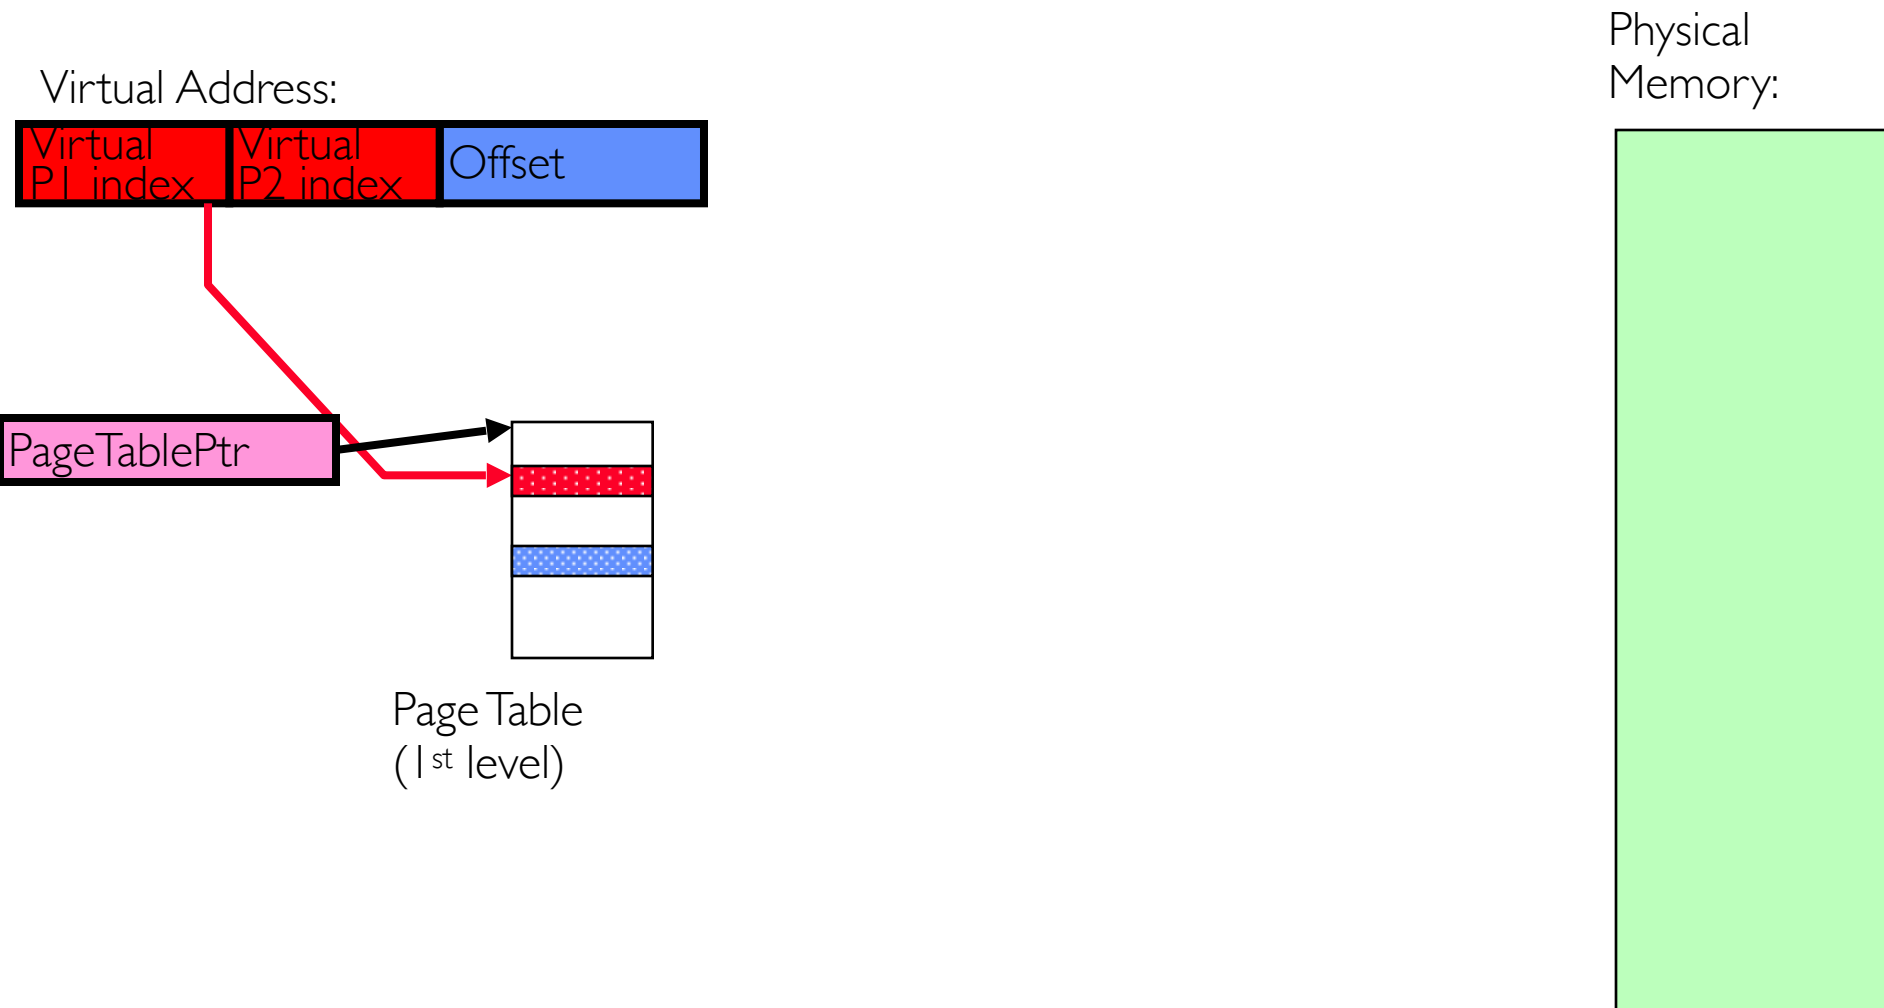 Physical
Memory:
Virtual Address:
Virtual
P1 index
Virtual
P2 index
Offset
PageTablePtr
Page Table
(1st level)